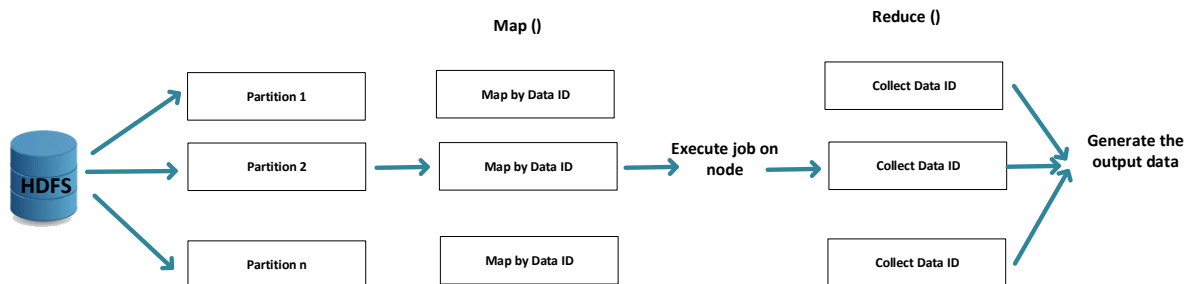 Map ()
Reduce ()
Partition 1
Map by Data ID
Collect Data ID
HDFS
Partition 2
Map by Data ID
Execute job on
node
Collect Data ID
Generate the
output data
Partition n
Map by Data ID
Collect Data ID